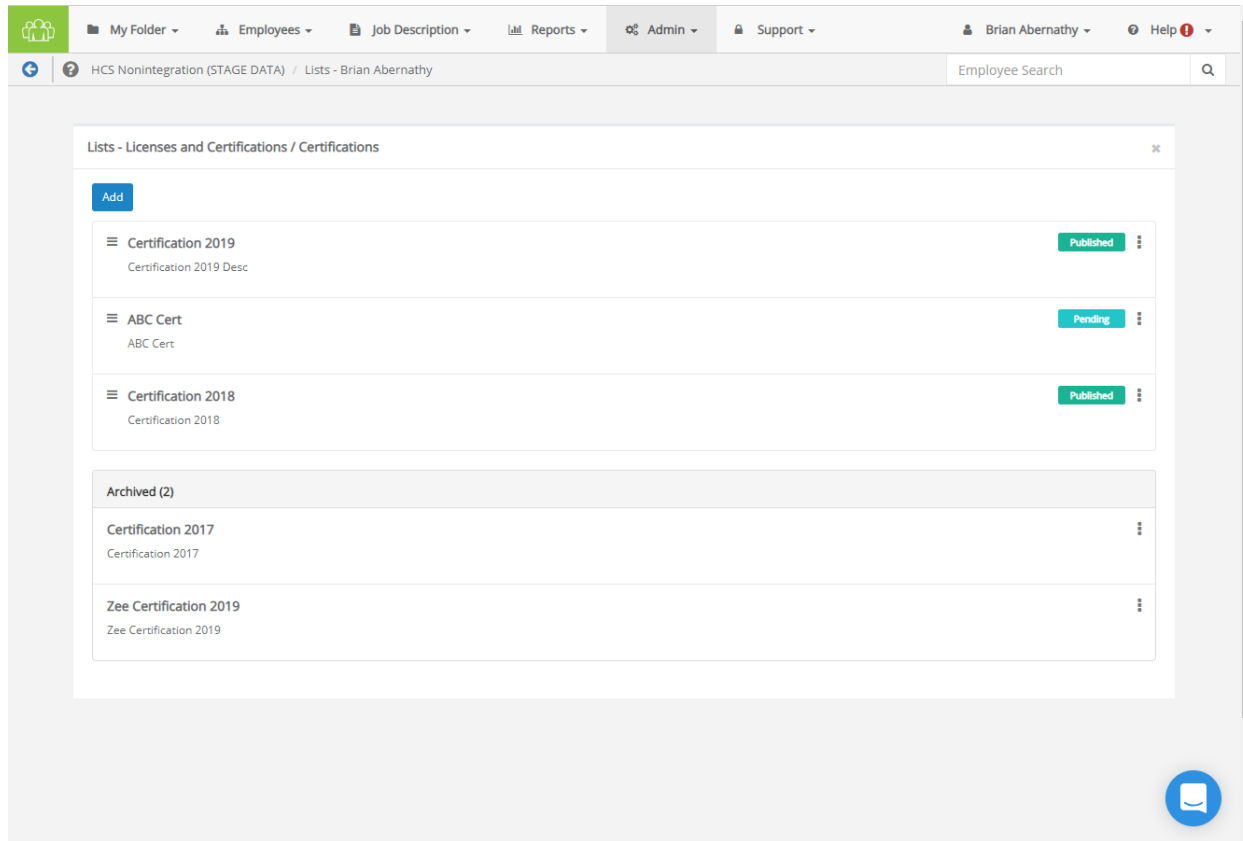 My Folder Employees Job Description Reports Admin Support Brian Abernathy Help
HCS Nonintegration (STAGE DATA) / Lists - Brian Abernathy Employee Search
Lists - Licenses and Certifications / Certifications
Add
Certification 2019 Published
Certification 2019 Desc
ABC Cert Pending
ABC Cert
Certification 2018 Published
Certification 2018
Archived (2)
Certification 2017
Certification 2017
Zee Certification 2019
Zee Certification 2019